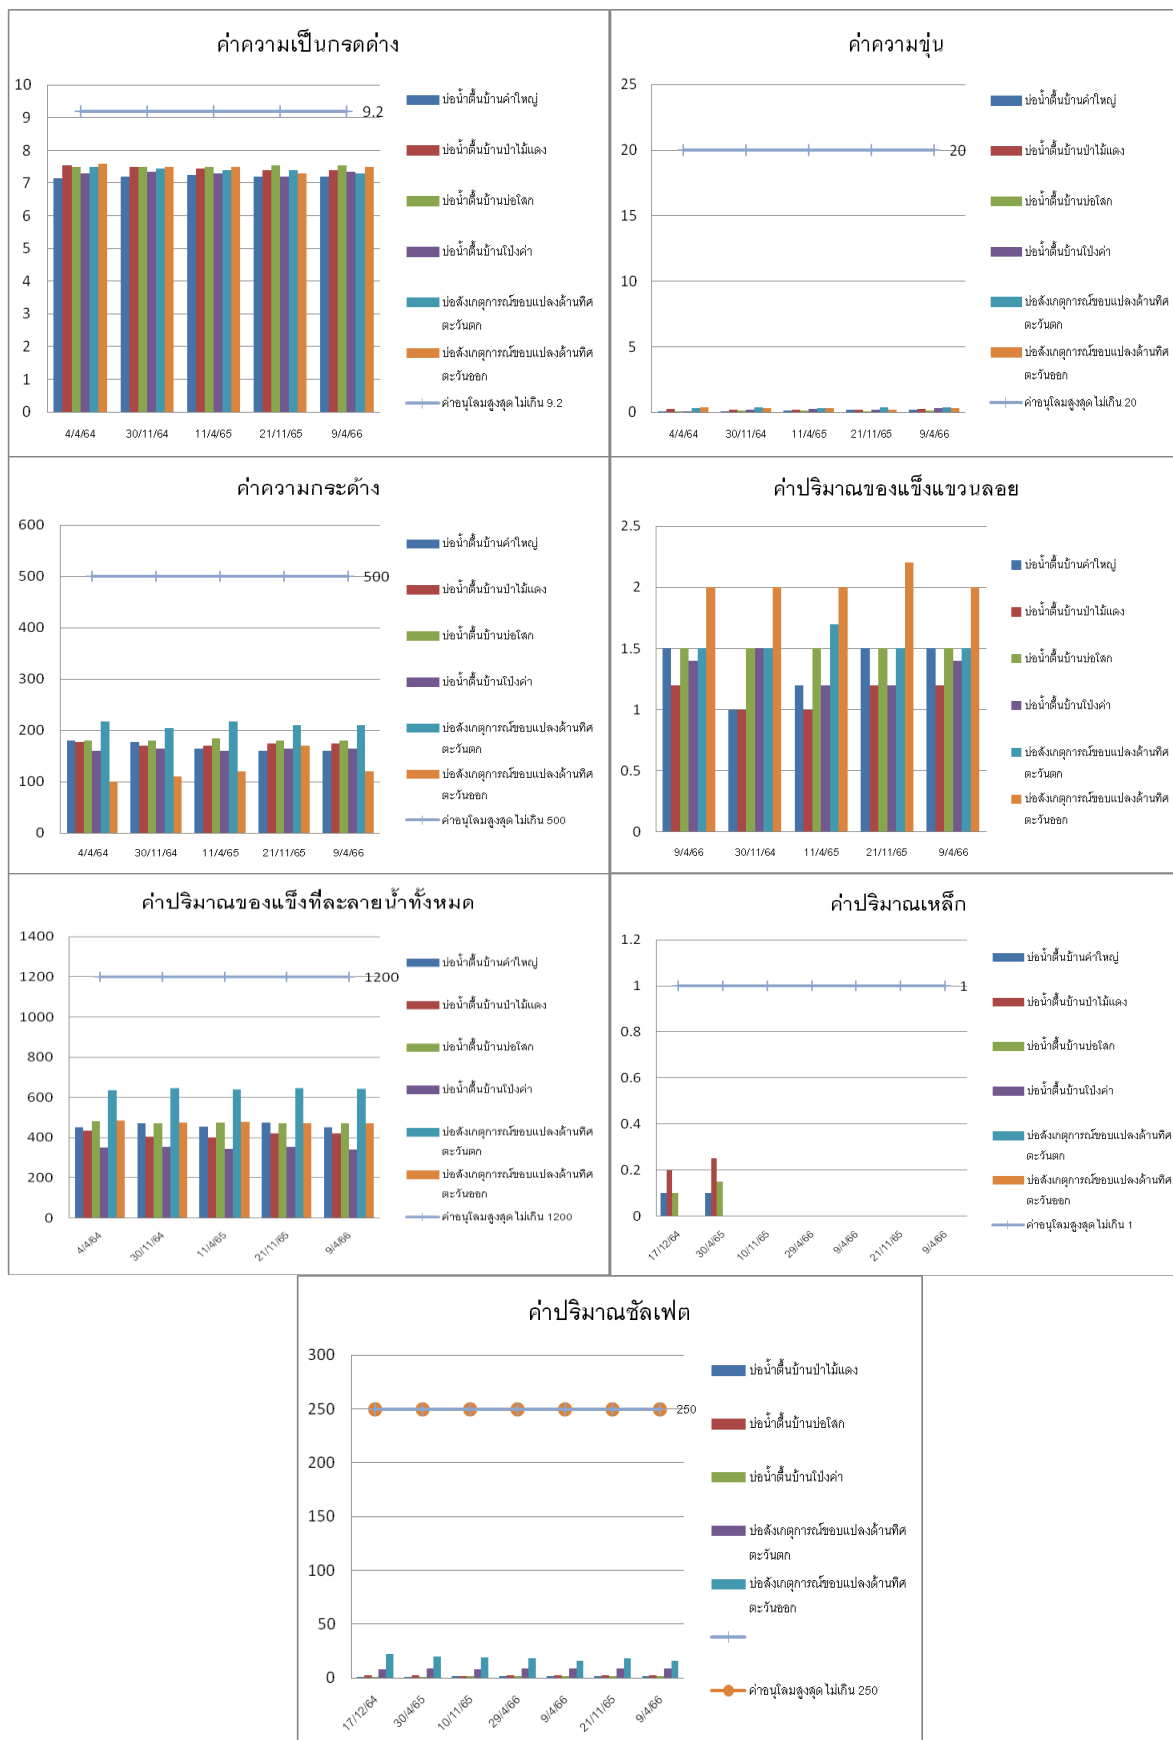 ค่าความเป็นกรดด่าง
10
9
8
7
6
5
4
3
2
1
0
9.2
4/4/64 30/11/64 11/4/65 21/11/65 9/4/66
บ่อน้ำตื้นบ้านคำใหญ่
บ่อน้ำตื้นบ้านป่าไม้แดง
บ่อน้ำตื้นบ้านบ่อโสก
บ่อน้ำตื้นบ้านโป่งค่า
บ่อสังเกตุการณ์ขอบแปลงด้านทิศ
ตะวันตก
บ่อสังเกตุการณ์ขอบแปลงด้านทิศ
ตะวันออก
ค่าอนุโลมสูงสุด ไม่เกิน 9.2
ค่าความขุ่น
25
20
15
10
5
0
20
4/4/64 30/11/64 11/4/65 21/11/65 9/4/66
บ่อน้ำตื้นบ้านคำใหญ่
บ่อน้ำตื้นบ้านป่าไม้แดง
บ่อน้ำตื้นบ้านบ่อโสก
บ่อน้ำตื้นบ้านโป่งค่า
บ่อสังเกตุการณ์ขอบแปลงด้านทิศ
ตะวันตก
บ่อสังเกตุการณ์ขอบแปลงด้านทิศ
ตะวันออก
ค่าอนุโลมสูงสุด ไม่เกิน 20
ค่าความกระด้าง
600
500
400
300
200
100
0
500
4/4/64 30/11/64 11/4/65 21/11/65 9/4/66
บ่อน้ำตื้นบ้านคำใหญ่
บ่อน้ำตื้นบ้านป่าไม้แดง
บ่อน้ำตื้นบ้านบ่อโสก
บ่อน้ำตื้นบ้านโป่งค่า
บ่อสังเกตุการณ์ขอบแปลงด้านทิศ
ตะวันตก
บ่อสังเกตุการณ์ขอบแปลงด้านทิศ
ตะวันออก
ค่าอนุโลมสูงสุด ไม่เกิน 500
ค่าปริมาณของแข็งแขวนลอย
2.5
2
1.5
1
0.5
0
9/4/66 30/11/64 11/4/65 21/11/65 9/4/66
บ่อน้ำตื้นบ้านคำใหญ่
บ่อน้ำตื้นบ้านป่าไม้แดง
บ่อน้ำตื้นบ้านบ่อโสก
บ่อน้ำตื้นบ้านโป่งค่า
บ่อสังเกตุการณ์ขอบแปลงด้านทิศ
ตะวันตก
บ่อสังเกตุการณ์ขอบแปลงด้านทิศ
ตะวันออก
ค่าปริมาณของแข็งที่ละลายน้ำทั้งหมด
1400
1200
1000
800
600
400
200
0
1200
4/4/64 30/11/64 11/4/65 21/11/65 9/4/66
บ่อน้ำตื้นบ้านคำใหญ่
บ่อน้ำตื้นบ้านป่าไม้แดง
บ่อน้ำตื้นบ้านบ่อโสก
บ่อน้ำตื้นบ้านโป่งค่า
บ่อสังเกตุการณ์ขอบแปลงด้านทิศ
ตะวันตก
บ่อสังเกตุการณ์ขอบแปลงด้านทิศ
ตะวันออก
ค่าอนุโลมสูงสุด ไม่เกิน 1200
ค่าปริมาณเหล็ก
1.2
1
0.8
0.6
0.4
0.2
0
1
17/12/64 30/4/65 10/11/65 29/4/66 9/4/66 21/11/65 9/4/66
บ่อน้ำตื้นบ้านคำใหญ่
บ่อน้ำตื้นบ้านป่าไม้แดง
บ่อน้ำตื้นบ้านบ่อโสก
บ่อน้ำตื้นบ้านโป่งค่า
บ่อสังเกตุการณ์ขอบแปลงด้านทิศ
ตะวันตก
บ่อสังเกตุการณ์ขอบแปลงด้านทิศ
ตะวันออก
ค่าอนุโลมสูงสุด ไม่เกิน 1
ค่าปริมาณซัลเฟต
300
250
200
150
100
50
0
250
17/12/64 30/4/65 10/11/65 29/4/66 9/4/66 21/11/65 9/4/66
บ่อน้ำตื้นบ้านป่าไม้แดง
บ่อน้ำตื้นบ้านบ่อโสก
บ่อน้ำตื้นบ้านโป่งค่า
บ่อสังเกตุการณ์ขอบแปลงด้านทิศ
ตะวันตก
บ่อสังเกตุการณ์ขอบแปลงด้านทิศ
ตะวันออก
ค่าอนุโลมสูงสุด ไม่เกิน 250